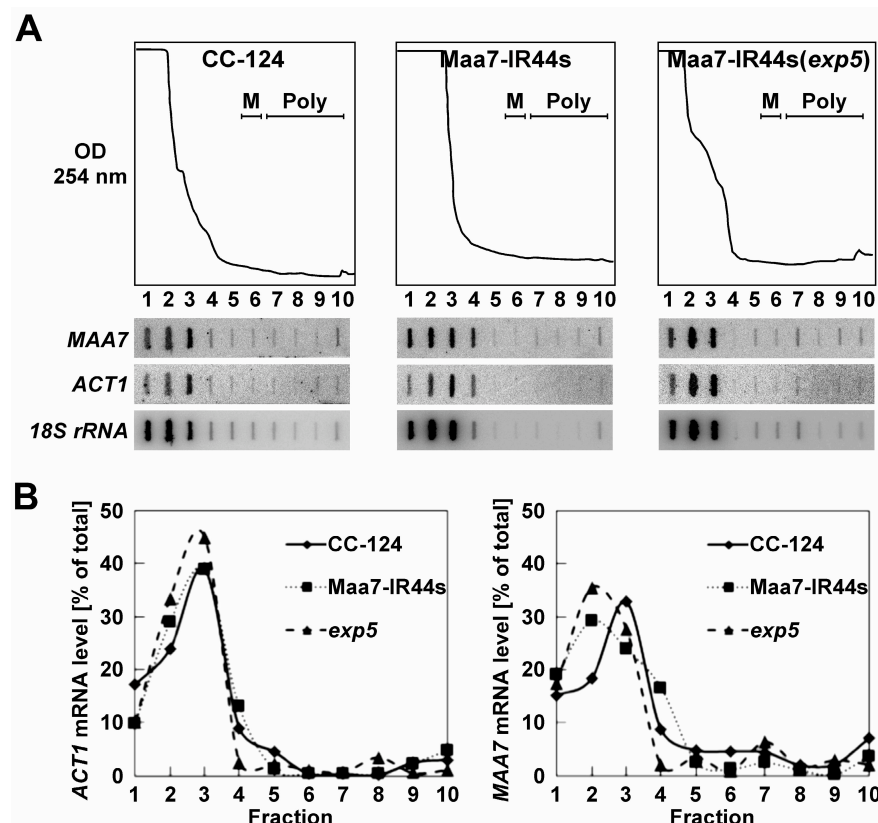 A
CC-124
Maa7-IR44s
Maa7-IR44s(exp5)
M Poly
M Poly
M Poly
OD
254 nm
1 2 3 4 5 6 7 8 9 10
1 2 3 4 5 6 7 8 9 10
1 2 3 4 5 6 7 8 9 10
MAA7
ACT1
18S rRNA
B
ACT1 mRNA level [% of total]
50
40
30
20
10
0
CC-124
Maa7-IR44s
exp5
1 2 3 4 5 6 7 8 9 10
Fraction
MAA7 mRNA level [% of total]
50
40
30
20
10
0
CC-124
Maa7-IR44s
exp5
1 2 3 4 5 6 7 8 9 10
Fraction